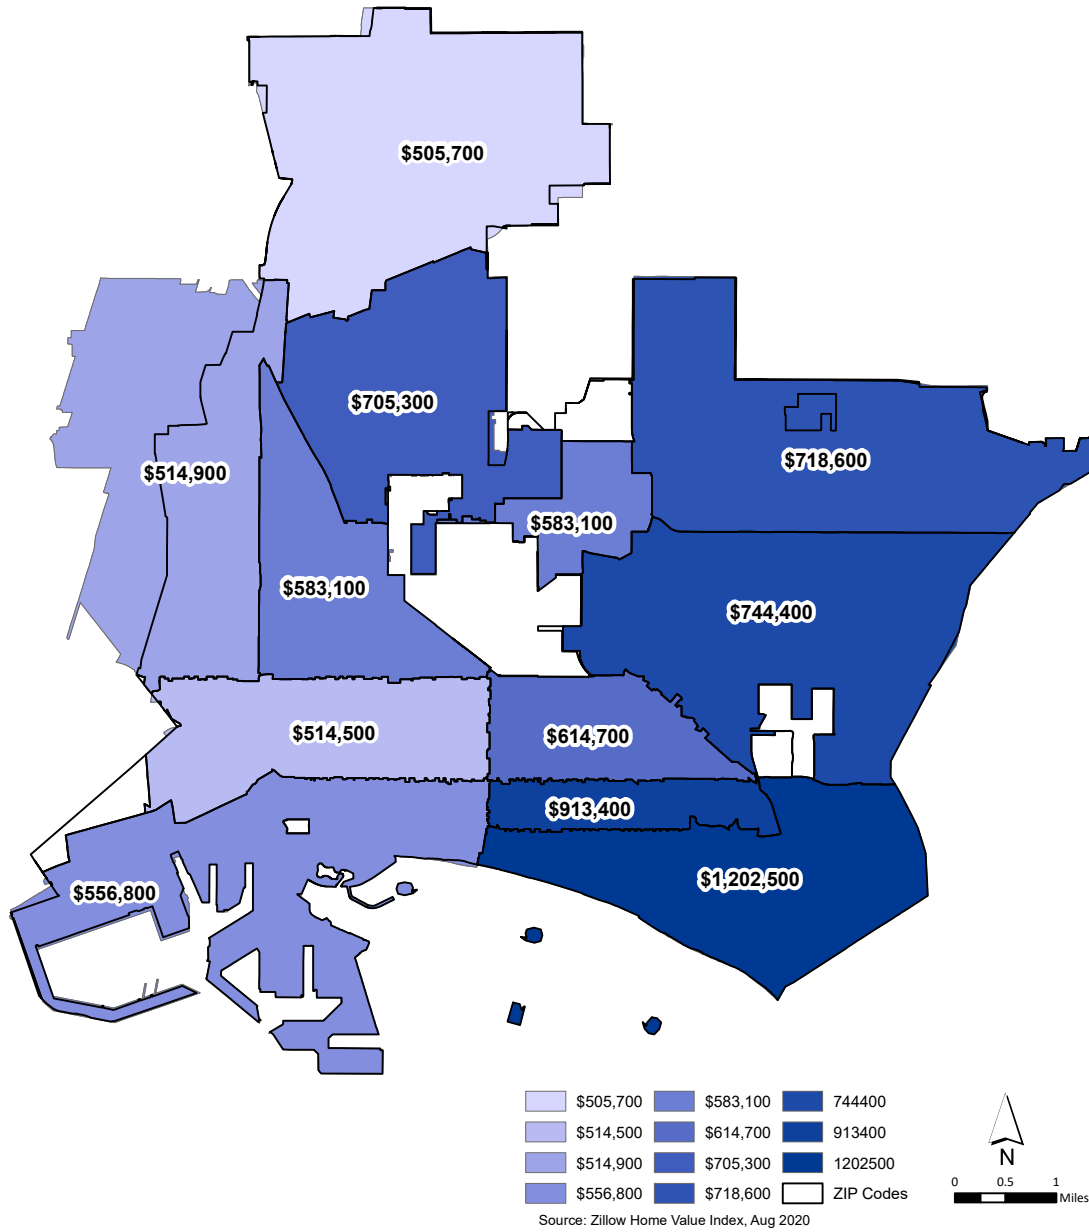 $505,700
$705,300
$718,600
$514,900
$583,100
$583,100
$744,400
$514,500
$614,700
$913,400
$1,202,500
$556,800
$505,700 $583,100 744400
$514,500 $614,700 913400
$514,900 $705,300 1202500
$556,800 $718,600 ZIP Codes
N
0 0.5 1
Miles
Source: Zillow Home Value Index, Aug 2020